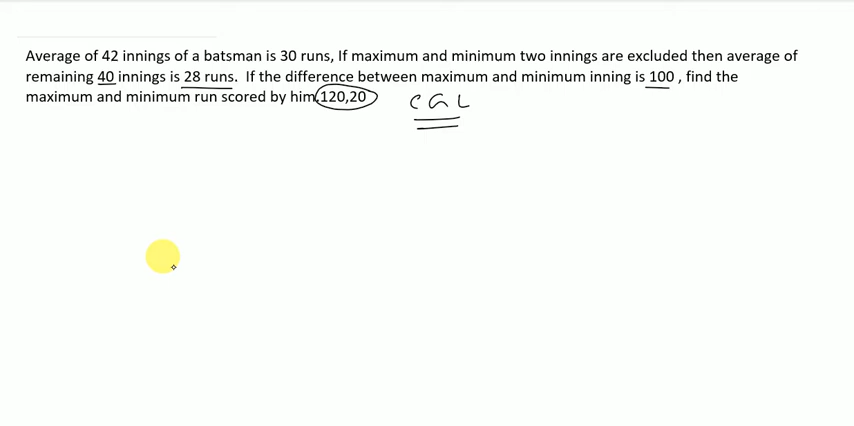 Average of 42 innings of a batsman is 30 runs, If maximum and minimum two innings are excluded then average of
remaining 40 innings is 28 runs. If the difference between maximum and minimum inning is 100 , find the
maximum and minimum run scored by him.120,20 CGL